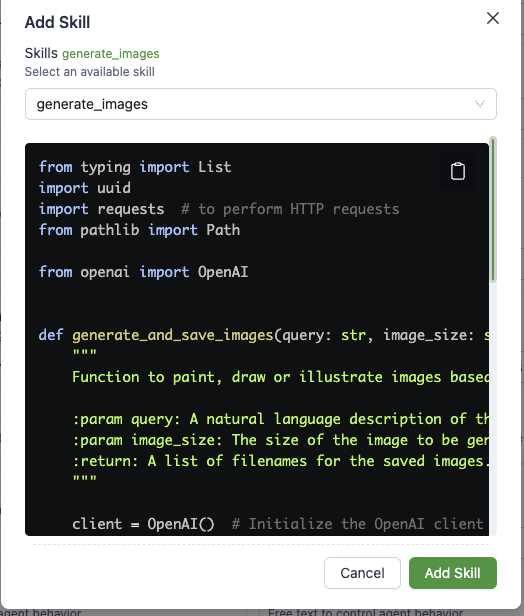 Add Skill
Skills generate_images
Select an available skill
generate_images
from typing import List
import uuid
import requests  # to perform HTTP requests
from pathlib import Path
from openai import OpenAI
def generate_and_save_images(query: str, image_size: s
"""
Function to paint, draw or illustrate images based
:param query: A natural language description of th
:param image_size: The size of the image to be gen
:return: A list of filenames for the saved images.
"""
client = OpenAI()  # Initialize the OpenAI client
Cancel
Add Skill
agent behavior
Free text to control agent behavior